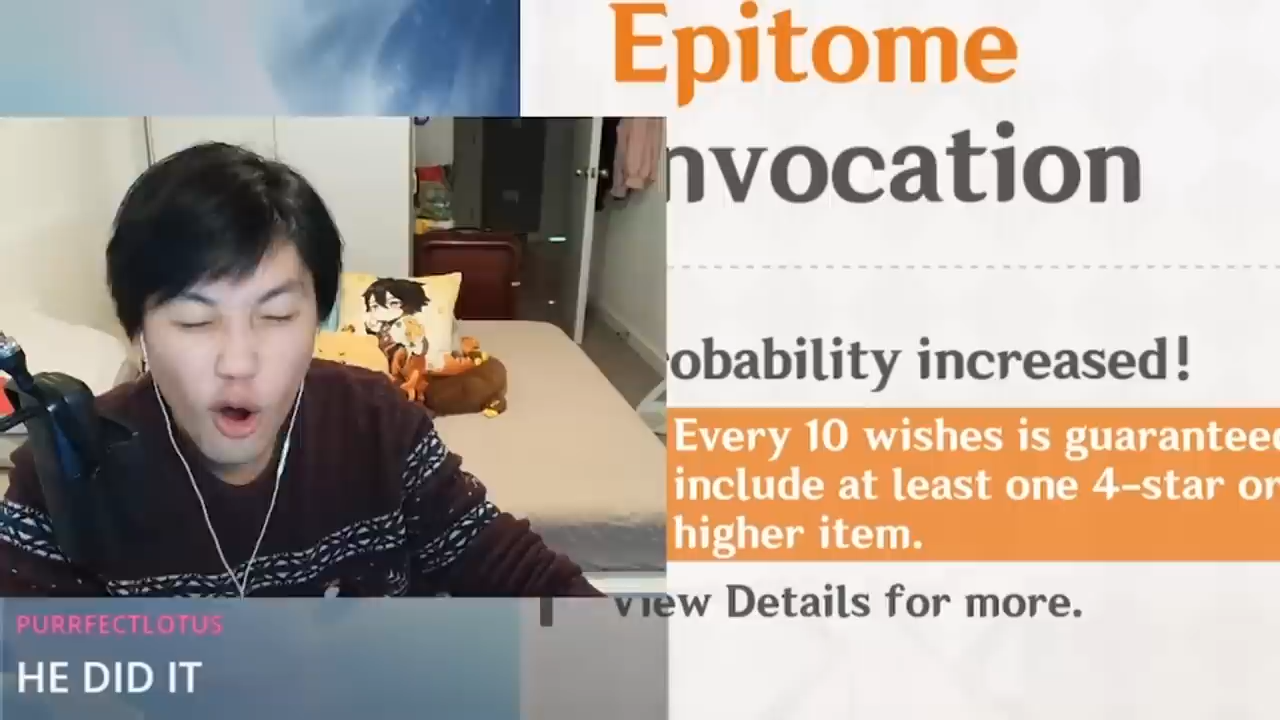 Epitome
nvocation
obability increased!
Every 10 wishes is guaranteed
include at least one 4-star or
higher item.
View Details for more.
PURRFECTLOTUS
HE DID IT